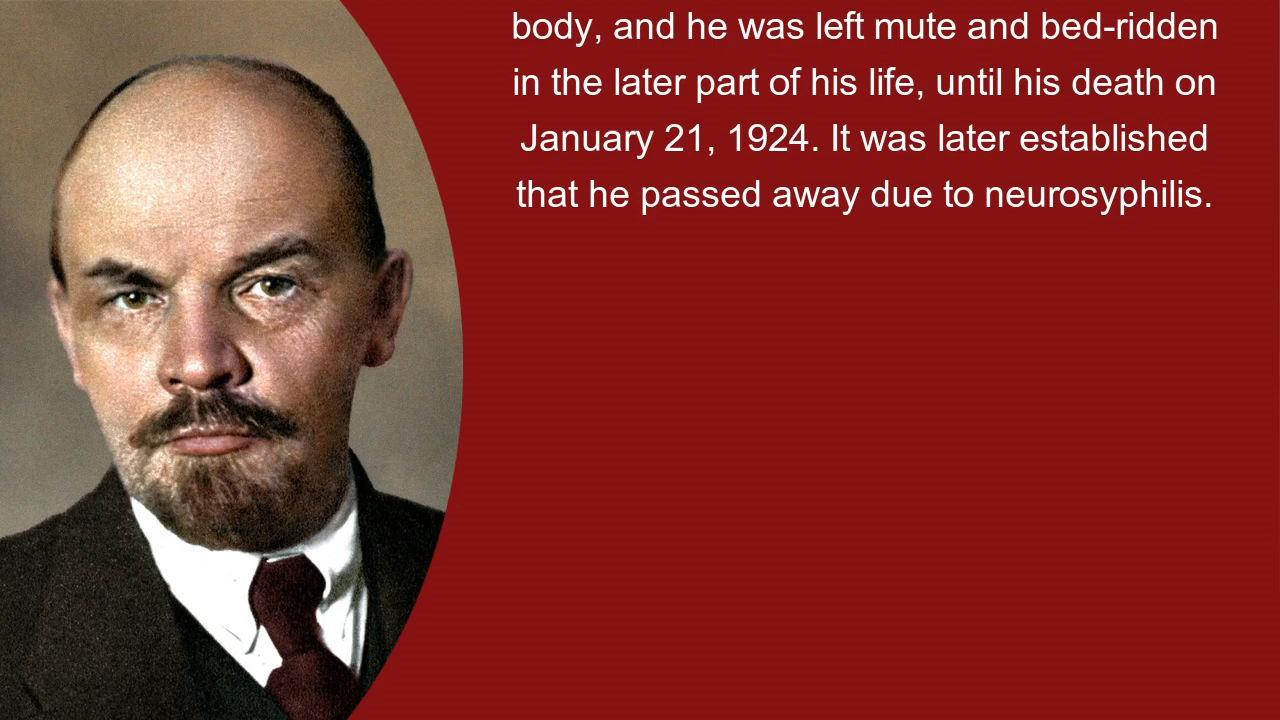 body, and he was left mute and bed-ridden
in the later part of his life, until his death on
January 21, 1924. It was later established
that he passed away due to neurosyphilis.